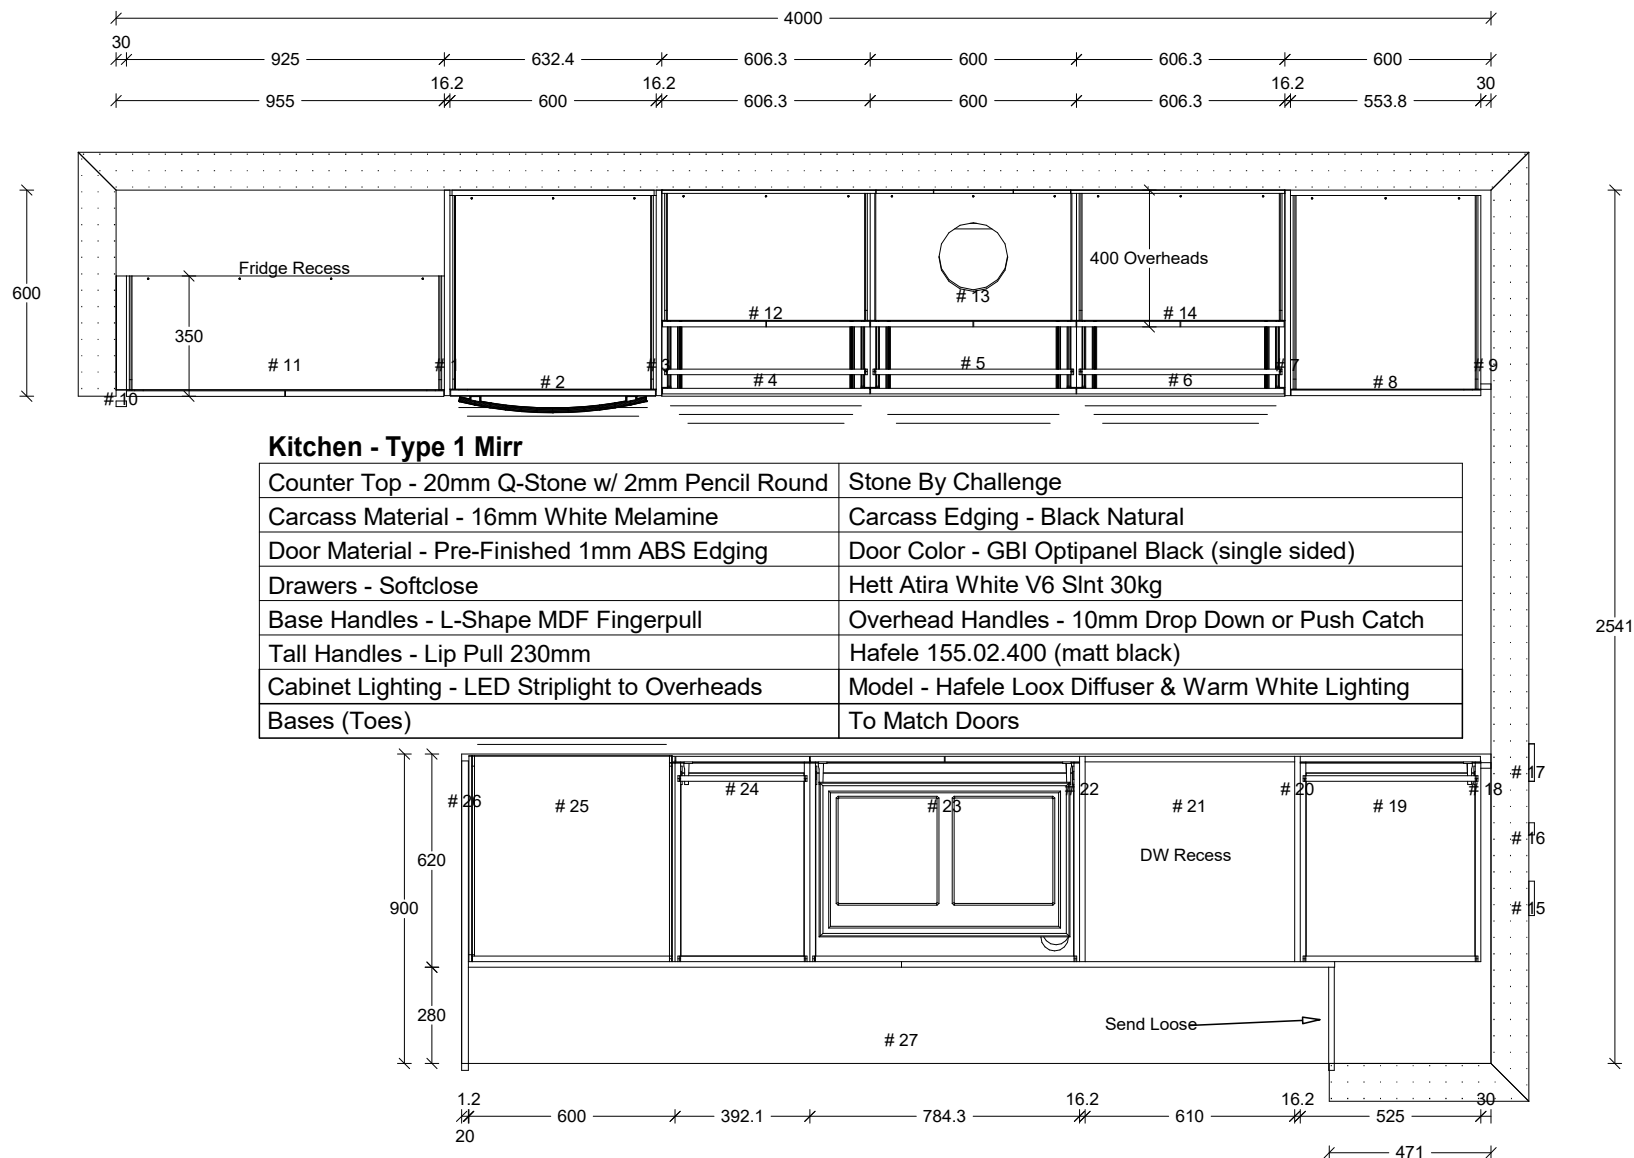 4000
30
925 632.4 606.3 600 606.3 600
16.2 16.2 16.2 30
955 600 606.3 600 606.3 553.8
Fridge Recess
400 Overheads
600
# 13
# 12 # 14
350
# 11 # 1 # 3 # 5 # 7 # 9
# 2 # 4 # 6 # 8
# 10
Kitchen - Type 1 Mirr
Counter Top - 20mm Q-Stone w/ 2mm Pencil Round Stone By Challenge
Carcass Material - 16mm White Melamine Carcass Edging - Black Natural
Door Material - Pre-Finished 1mm ABS Edging Door Color - GBI Optipanel Black (single sided)
Drawers - Softclose Hett Atira White V6 Slnt 30kg
Base Handles - L-Shape MDF Fingerpull Overhead Handles - 10mm Drop Down or Push Catch
2541
Tall Handles - Lip Pull 230mm Hafele 155.02.400 (matt black)
Cabinet Lighting - LED Striplight to Overheads Model - Hafele Loox Diffuser & Warm White Lighting
Bases (Toes) To Match Doors
# 17
# 24 # 22 # 20 # 18
# 26 # 25 # 23 # 21 # 19
# 16
620 DW Recess
900 # 15
280 Send Loose
# 27
1.2 16.2 16.2 30
600 392.1 784.3 610 525
20
471